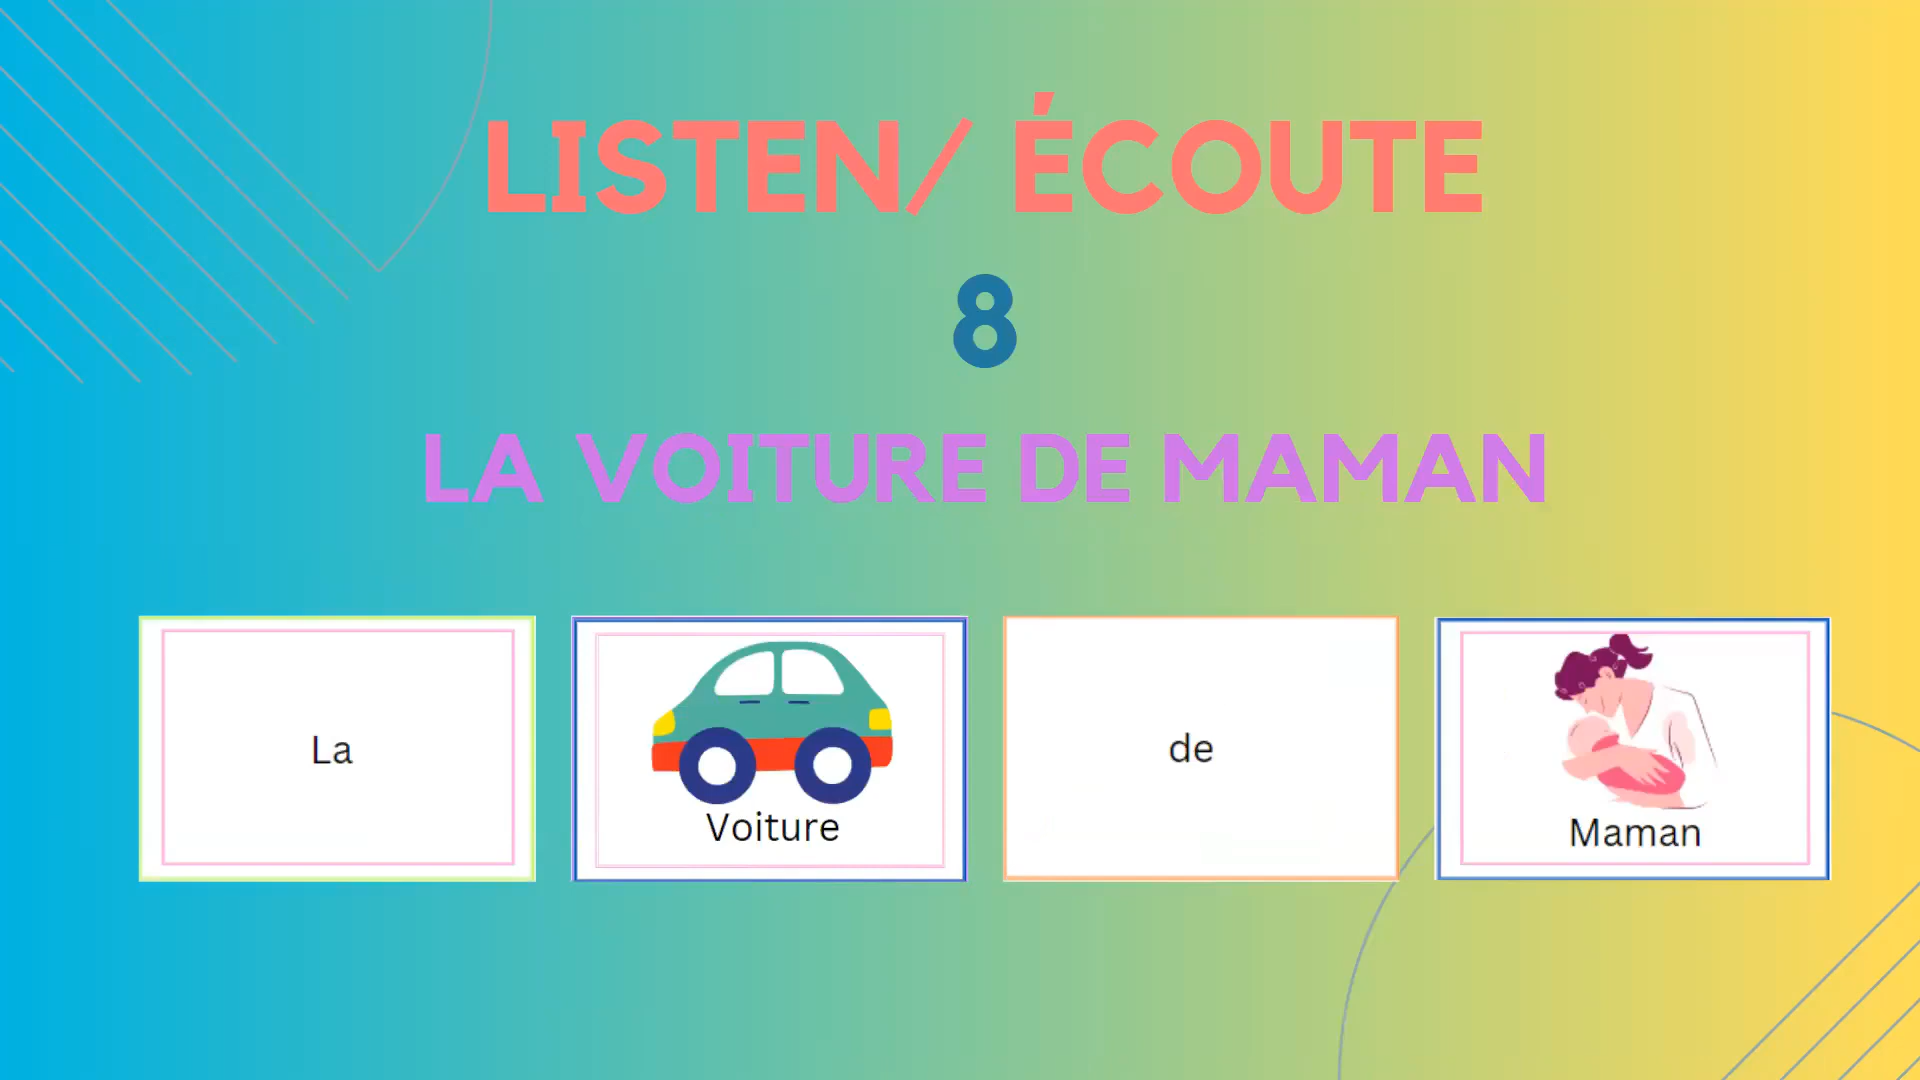 LISTEN/ ÉCOUTE
8
LA VOITURE DE MAMAN
La
Voiture
de
Maman